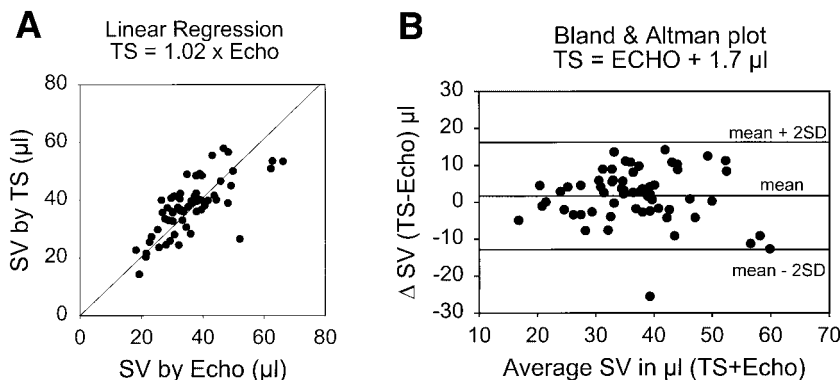 A
Linear Regression
TS = 1.02 x Echo
80
60
40
20
0
0 20 40 60 80
SV by TS (µl)
SV by Echo (µl)
B
Bland & Altman plot
TS = ECHO + 1.7 µl
30
20
10
0
-10
-20
-30
10 20 30 40 50 60 70
Δ SV (TS-Echo) µl
mean + 2SD
mean
mean - 2SD
Average SV in µl (TS+Echo)